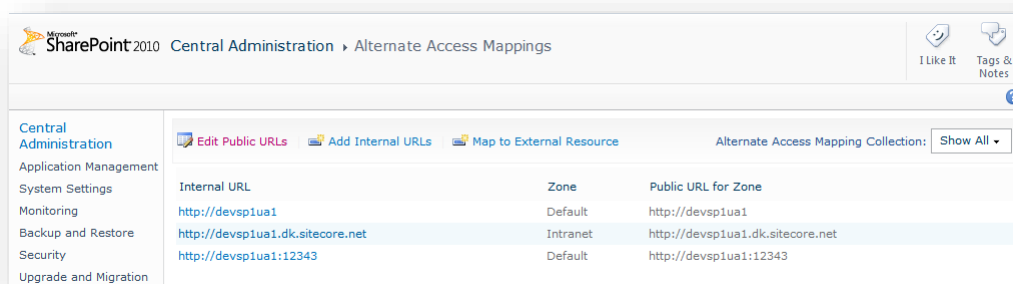 Microsoft®
SharePoint 2010 Central Administration ▸ Alternate Access Mappings
I Like It
Tags &
Notes
Central
Administration
Application Management
System Settings
Monitoring
Backup and Restore
Security
Upgrade and Migration
Edit Public URLs Add Internal URLs Map to External Resource Alternate Access Mapping Collection: Show All
Internal URL Zone Public URL for Zone
http://devsp1ua1 Default http://devsp1ua1
http://devsp1ua1.dk.sitecore.net Intranet http://devsp1ua1.dk.sitecore.net
http://devsp1ua1:12343 Default http://devsp1ua1:12343